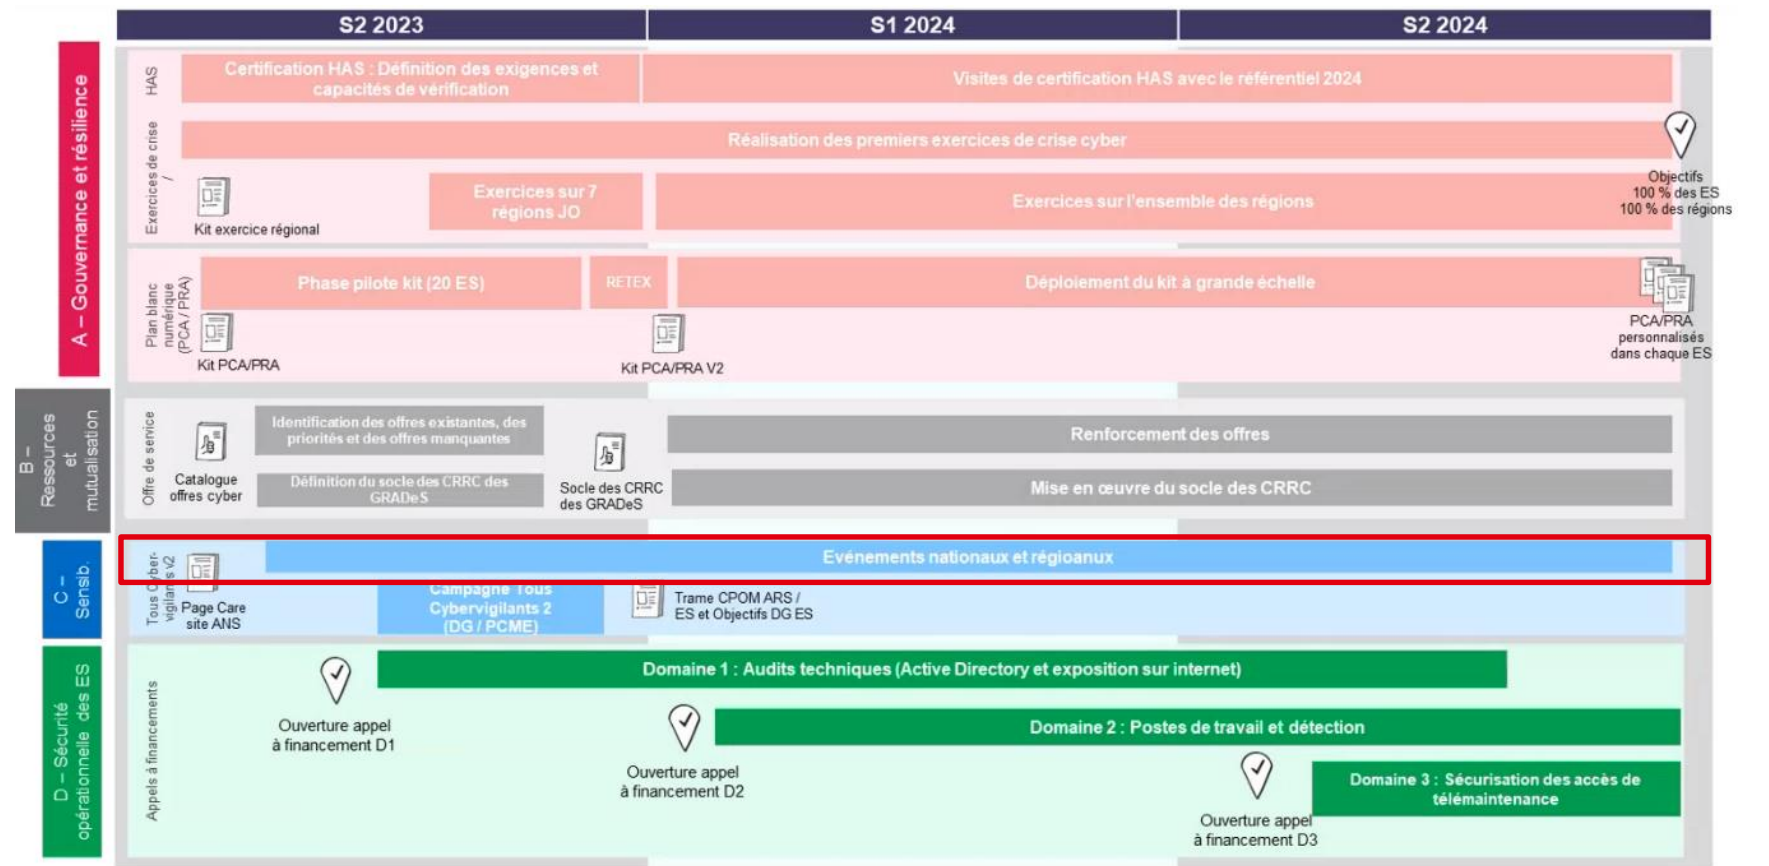 S2 2023
S1 2024
S2 2024
A – Gouvernance et résilience
HAS
Certification HAS : Définition des exigences et
capacités de vérification
Visites de certification HAS avec le référentiel 2024
Exercices de crise
/
Réalisation des premiers exercices de crise cyber
Kit exercice régional
Exercices sur 7
régions JO
Exercices sur l'ensemble des régions
Objectifs
100 % des ES
100 % des régions
Plan blanc
numérique
(PCA / PRA)
Phase pilote kit (20 ES)
RETEX
Déploiement du kit à grande échelle
Kit PCA/PRA
Kit PCA/PRA V2
PCA/PRA
personnalisés
dans chaque ES
B –
Ressources
et
mutualisation
Offre de service
Catalogue
offres cyber
Identification des offres existantes, des
priorités et des offres manquantes
Définition du socle des CRRC des
GRADeS
Socle des CRRC
des GRADeS
Renforcement des offres
Mise en œuvre du socle des CRRC
C –
Sensib.
Tous Cyber-
vigilants v2
Evénements nationaux et régioanux
Page Care
site ANS
Campagne Tous
Cybervigilants 2
(DG / PCME)
Trame CPOM ARS /
ES et Objectifs DG ES
D – Sécurité
opérationnelle des ES
Appels à financements
Domaine 1 : Audits techniques (Active Directory et exposition sur internet)
Ouverture appel
à financement D1
Domaine 2 : Postes de travail et détection
Ouverture appel
à financement D2
Domaine 3 : Sécurisation des accès de
télémaintenance
Ouverture appel
à financement D3